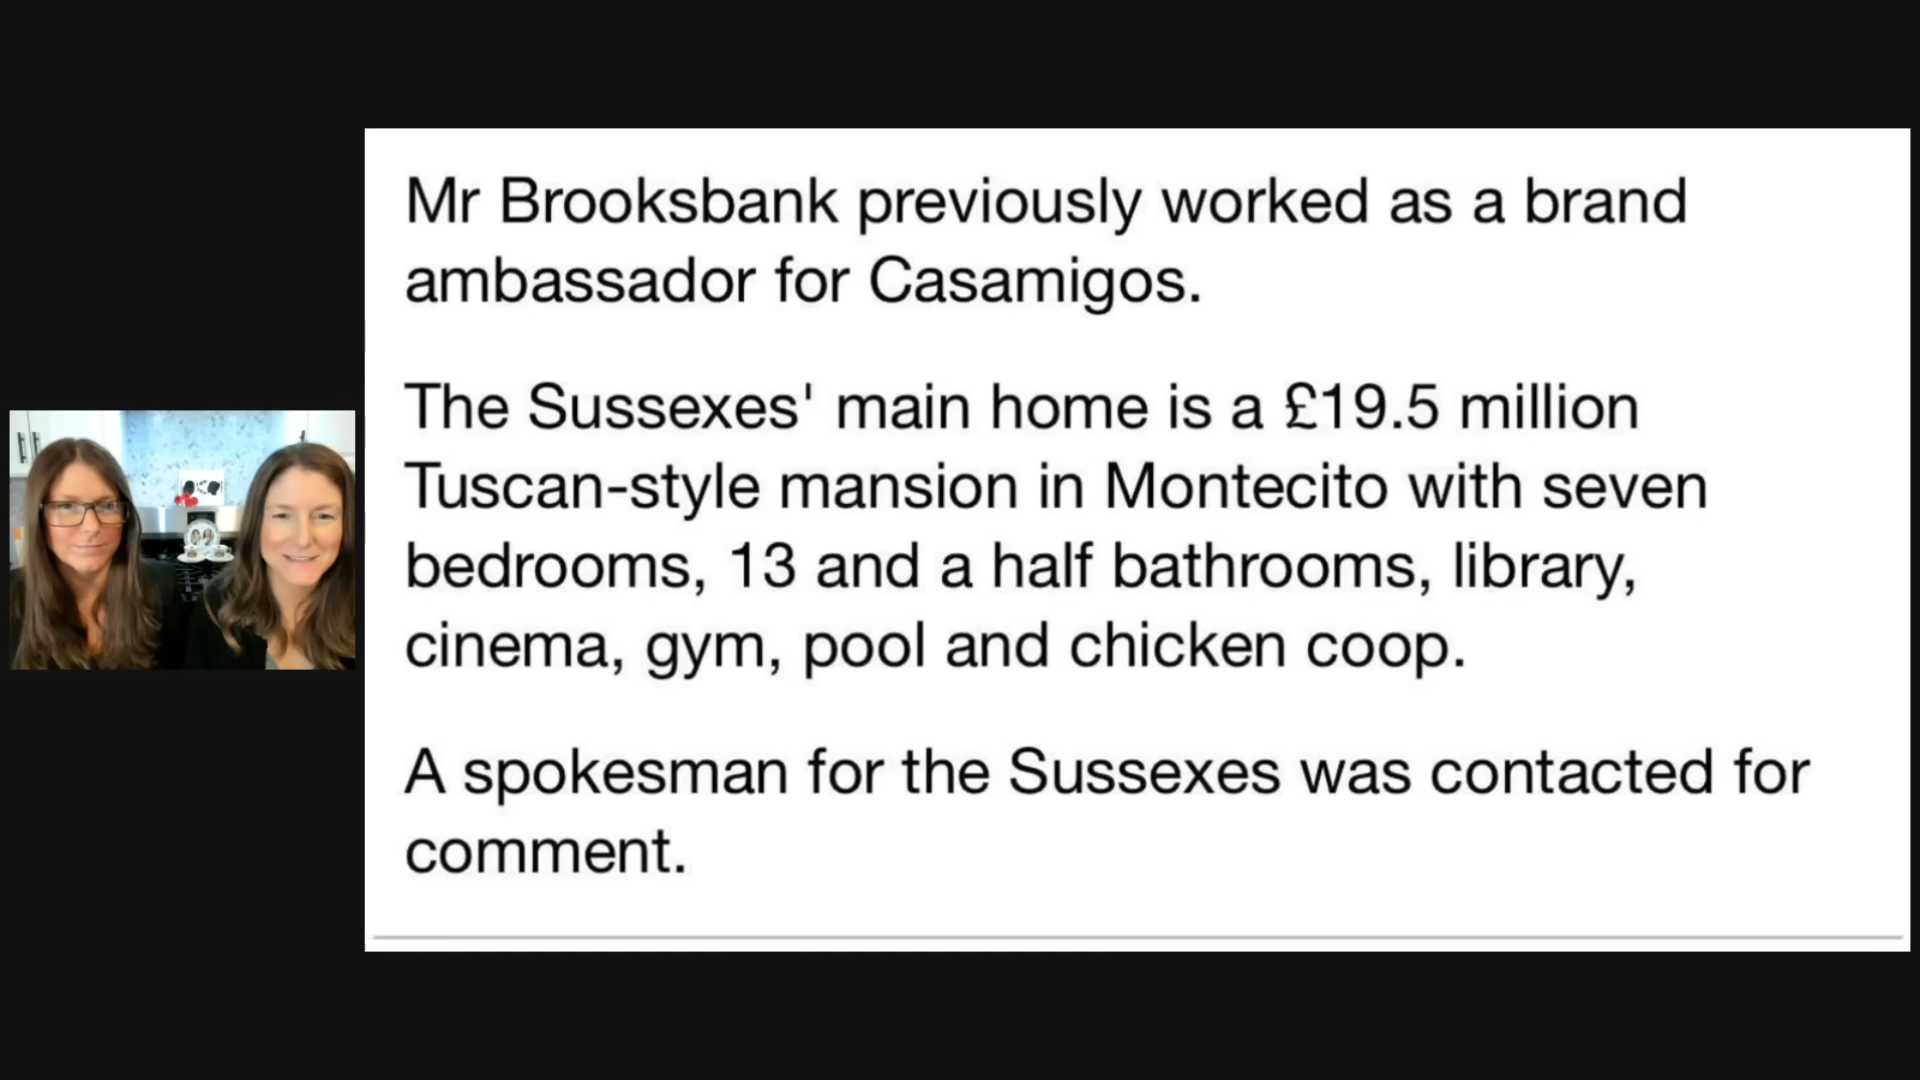 Mr Brooksbank previously worked as a brand
ambassador for Casamigos.
The Sussexes' main home is a £19.5 million
Tuscan-style mansion in Montecito with seven
bedrooms, 13 and a half bathrooms, library,
cinema, gym, pool and chicken coop.
A spokesman for the Sussexes was contacted for
comment.